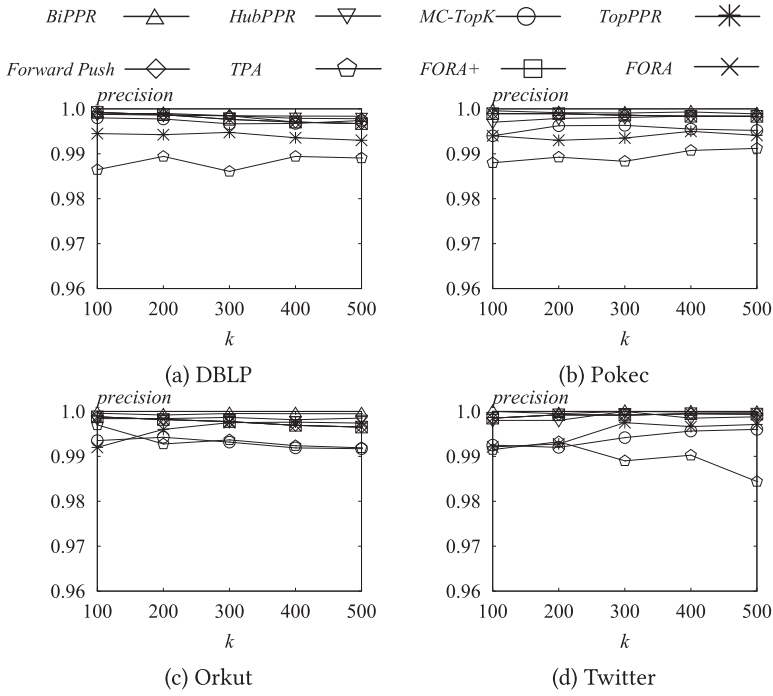 BiPPR HubPPR MC-TopK TopPPR
Forward Push TPA FORA+ FORA
precision
1.0
0.99
0.98
0.97
0.96
100 200 300 400 500
k
(a) DBLP
precision
1.0
0.99
0.98
0.97
0.96
100 200 300 400 500
k
(b) Pokec
precision
1.0
0.99
0.98
0.97
0.96
100 200 300 400 500
k
(c) Orkut
precision
1.0
0.99
0.98
0.97
0.96
100 200 300 400 500
k
(d) Twitter